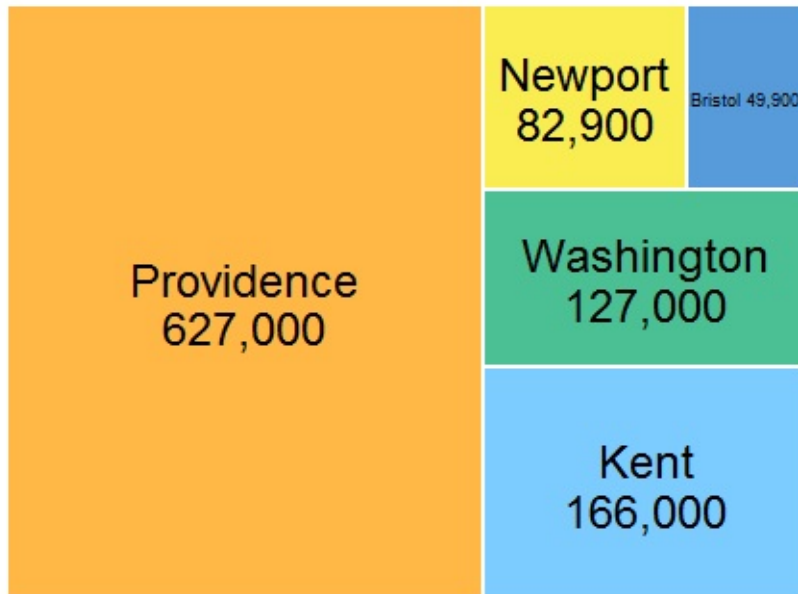 Providence
627,000
Newport
82,900
Bristol 49,900
Washington
127,000
Kent
166,000